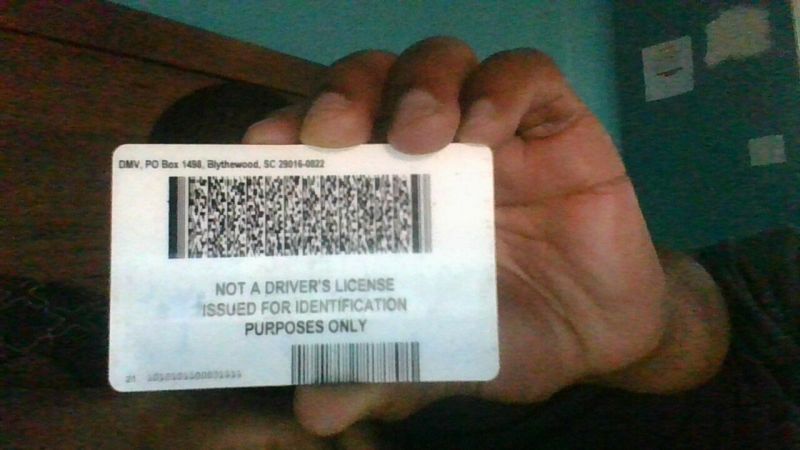 DMV, PO Box 1498, Blythewood, SC 29016-0022
NOT A DRIVER'S LICENSE
ISSUED FOR IDENTIFICATION
PURPOSES ONLY